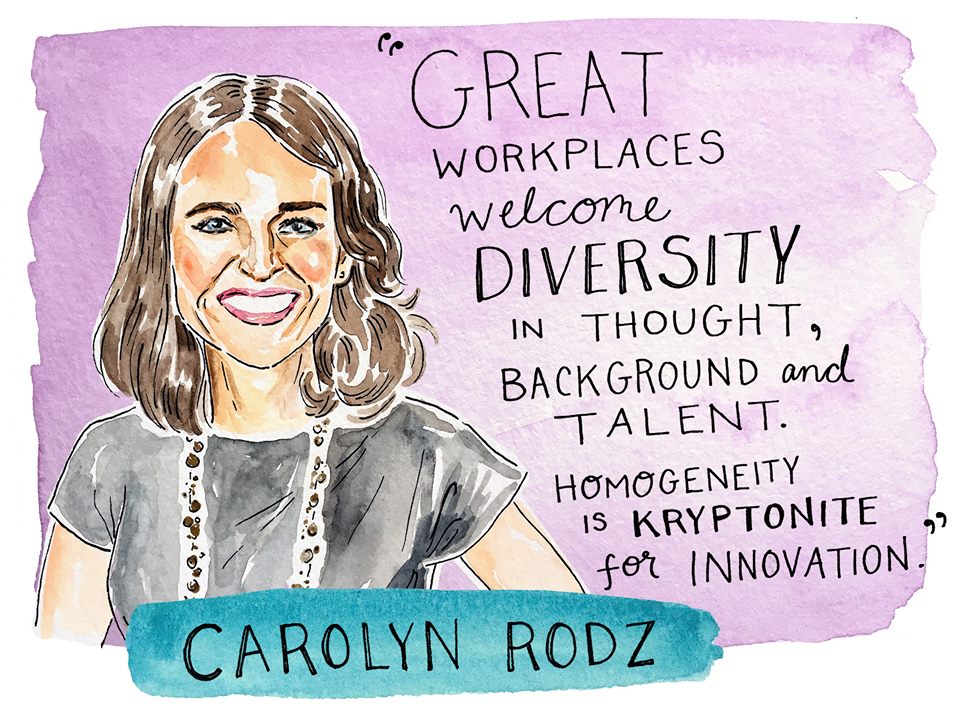 “GREAT
WORKPLACES
welcome
DIVERSITY
IN THOUGHT,
BACKGROUND and
TALENT.
HOMOGENEITY
IS KRYPTONITE
for INNOVATION.”
CAROLYN RODZ